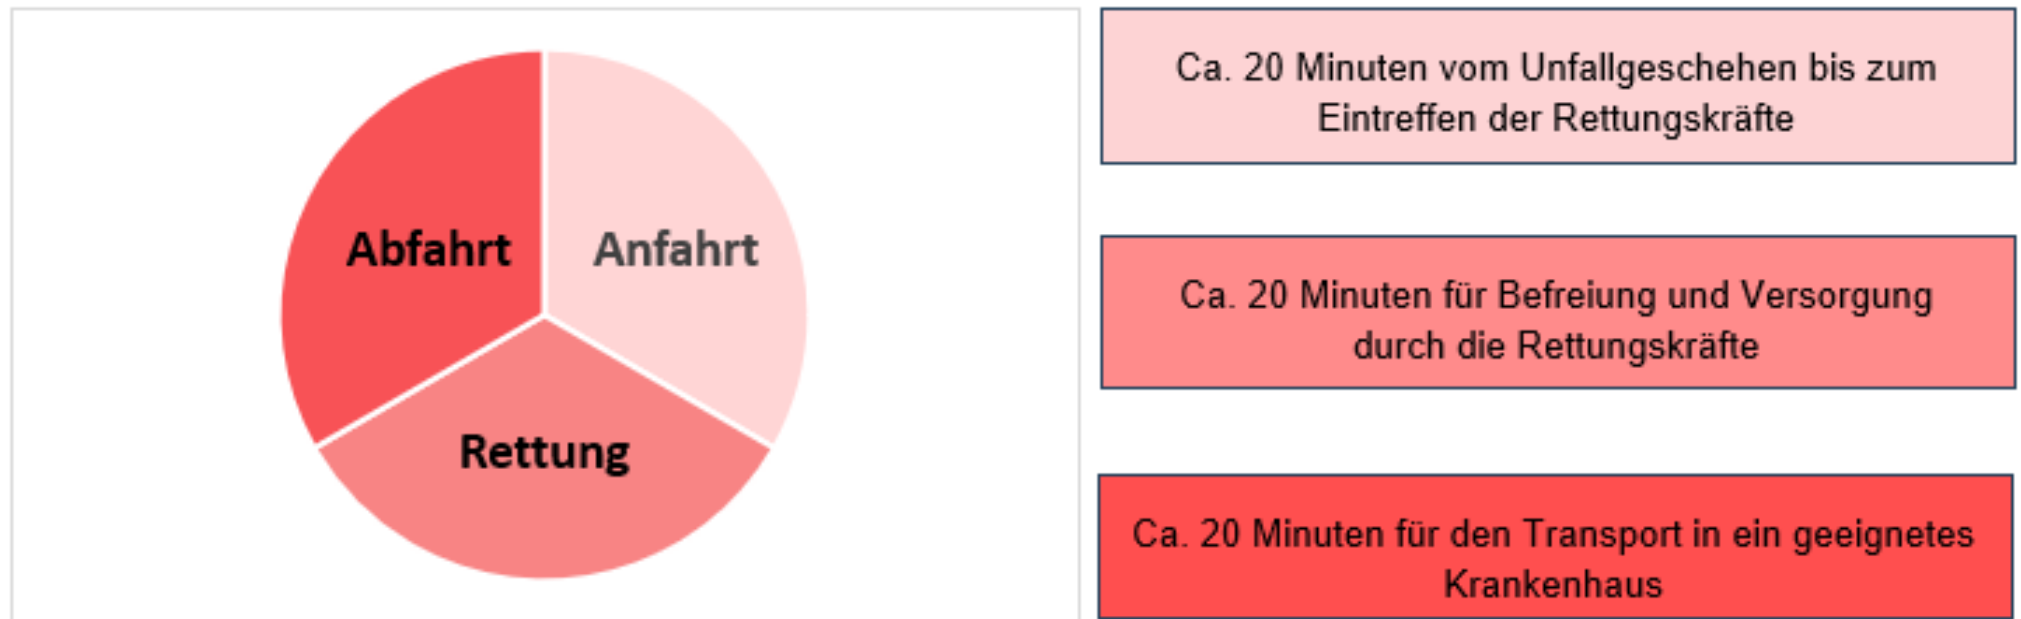 Abfahrt
Anfahrt
Rettung
Ca. 20 Minuten vom Unfallgeschehen bis zum
Eintreffen der Rettungskräfte
Ca. 20 Minuten für Befreiung und Versorgung
durch die Rettungskräfte
Ca. 20 Minuten für den Transport in ein geeignetes
Krankenhaus